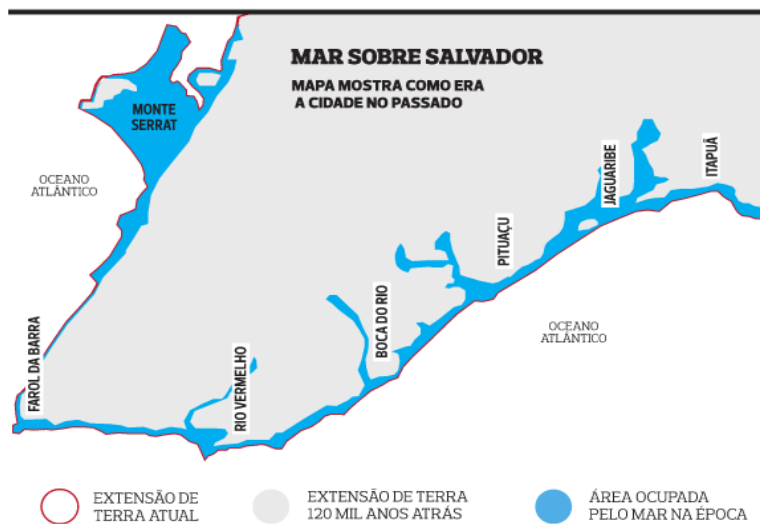 MAR SOBRE SALVADOR
MAPA MOSTRA COMO ERA
A CIDADE NO PASSADO
MONTE
SERRAT
OCEANO
ATLÂNTICO
ITAPUÃ
JAGUARIBE
PITUAÇU
BOCA DO RIO
RIO VERMELHO
FAROL DA BARRA
OCEANO
ATLÂNTICO
EXTENSÃO DE
TERRA ATUAL
EXTENSÃO DE TERRA
120 MIL ANOS ATRÁS
ÁREA OCUPADA
PELO MAR NA ÉPOCA